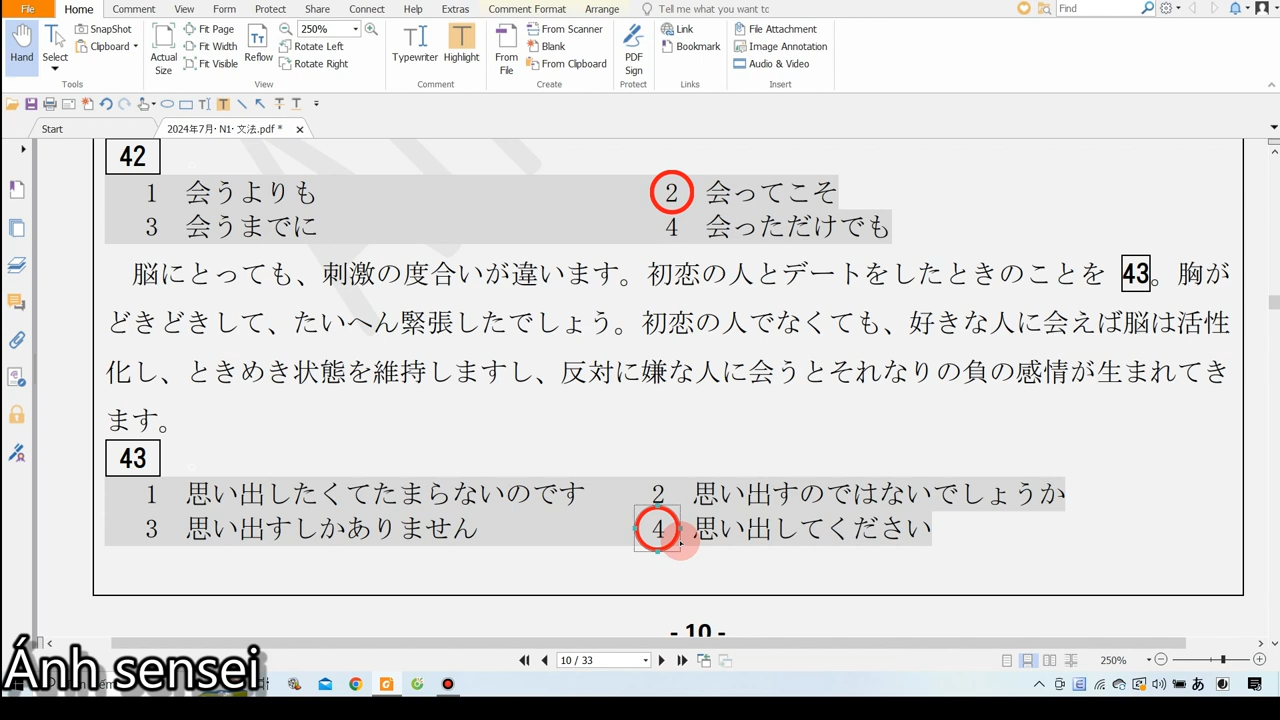 File Home Comment View Form Protect Share Connect Help Extras Comment Format Arrange Tell me what you want to Find
Hand Select SnapShot Clipboard Actual Size Fit Page Fit Width Fit Visible Reflow 250% Rotate Left Rotate Right Typewriter Highlight From File From Scanner Blank From Clipboard PDF Sign Link Bookmark File Attachment Image Annotation Audio & Video
Tools View Comment Create Protect Links Insert
Start 2024年7月· N1· 文法.pdf *
42
1 会うよりも 2 会ってこそ
3 会うまでに 4 会っただけでも
脳にとっても、刺激の度合いが違います。初恋の人とデートをしたときのことを 43。胸が
どきどきして、たいへん緊張したでしょう。初恋の人でなくても、好きな人に会えば脳は活性
化し、ときめき状態を維持しますし、反対に嫌な人に会うとそれなりの負の感情が生まれてき
ます。
43
1 思い出したくてたまらないのです 2 思い出すのではないでしょうか
3 思い出すしかありません 4 思い出してください
- 10 -
10 / 33 250%
Ánh sensei